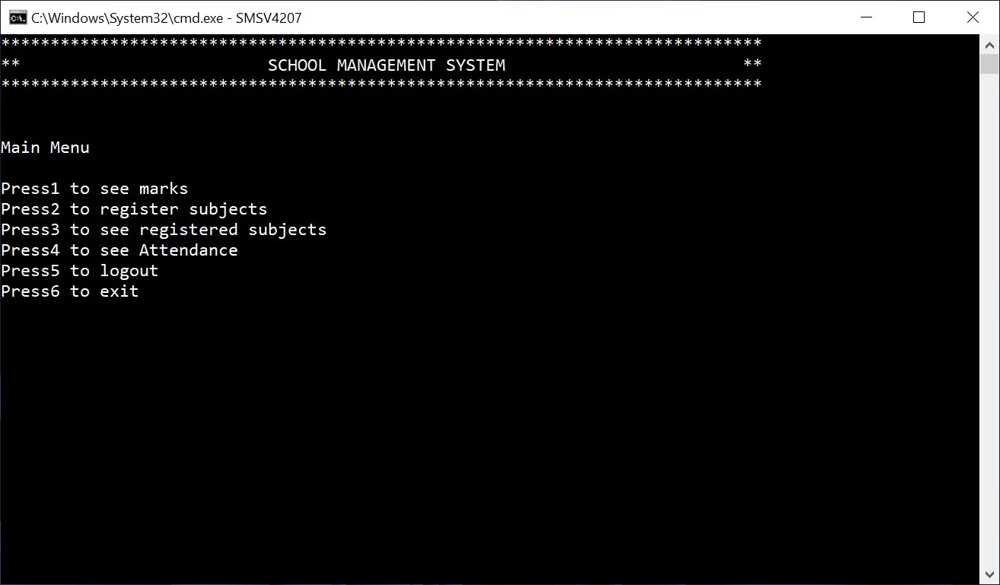 C:\Windows\System32\cmd.exe - SMSV4207
*****************************************************************************
** SCHOOL MANAGEMENT SYSTEM **
*****************************************************************************
Main Menu
Press1 to see marks
Press2 to register subjects
Press3 to see registered subjects
Press4 to see Attendance
Press5 to logout
Press6 to exit